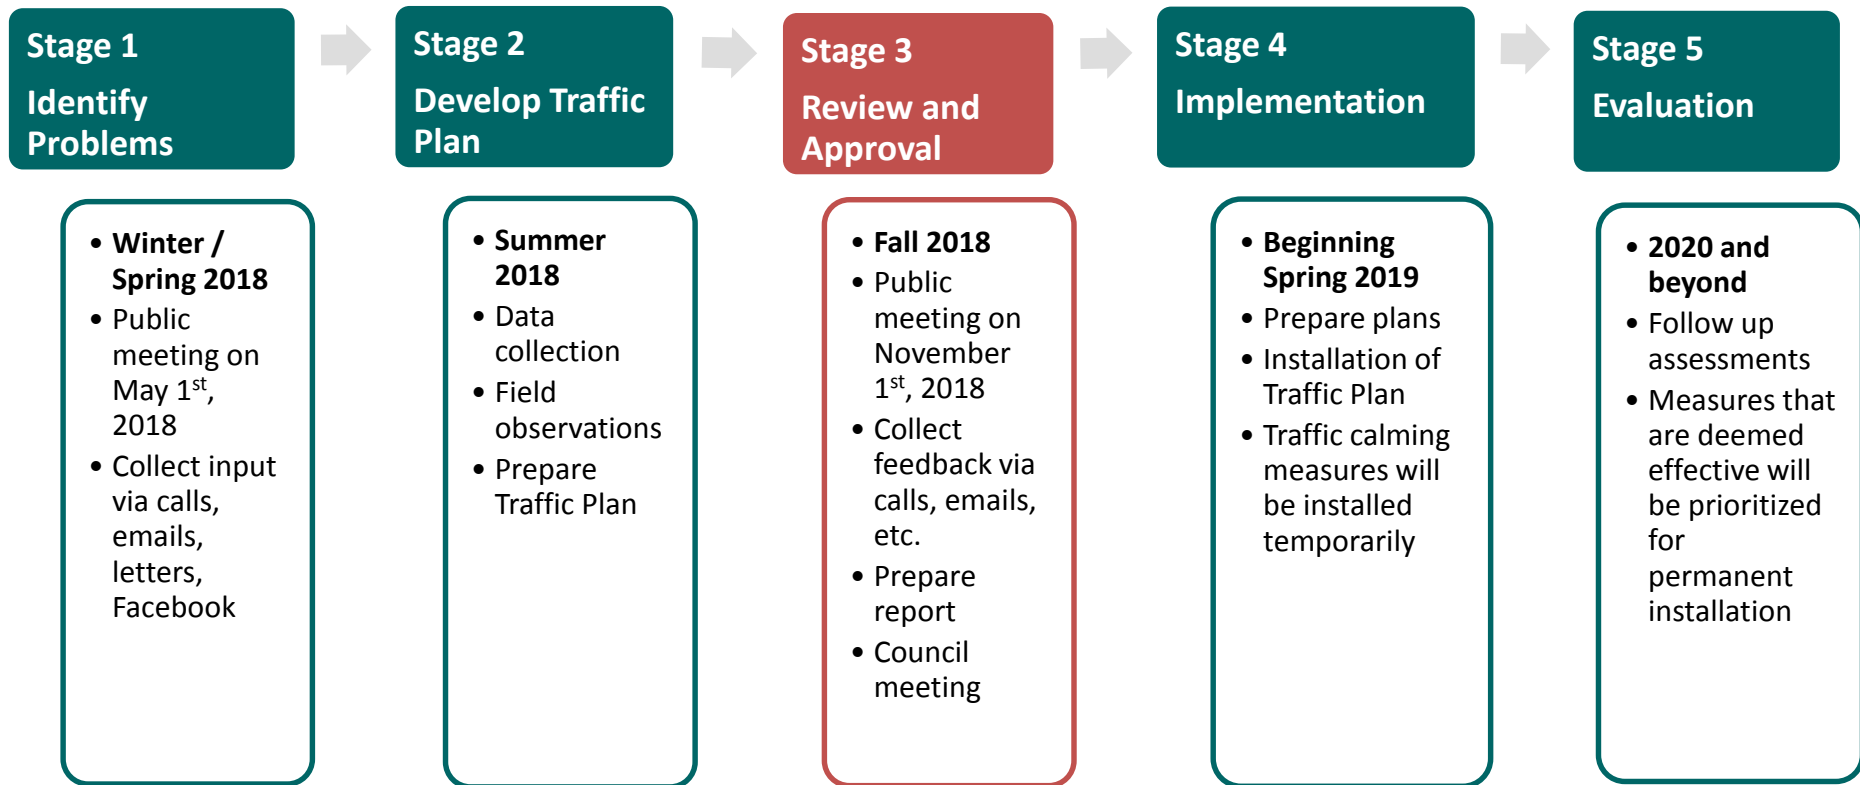 Stage 1
Identify
Problems
• Winter /
Spring 2018
• Public
meeting on
May 1st,
2018
• Collect input
via calls,
emails,
letters,
Facebook
Stage 2
Develop Traffic
Plan
• Summer
2018
• Data
collection
• Field
observations
• Prepare
Traffic Plan
Stage 3
Review and
Approval
• Fall 2018
• Public
meeting on
November
1st, 2018
• Collect
feedback via
calls, emails,
etc.
• Prepare
report
• Council
meeting
Stage 4
Implementation
• Beginning
Spring 2019
• Prepare plans
• Installation of
Traffic Plan
• Traffic calming
measures will
be installed
temporarily
Stage 5
Evaluation
• 2020 and
beyond
• Follow up
assessments
• Measures that
are deemed
effective will
be prioritized
for
permanent
installation